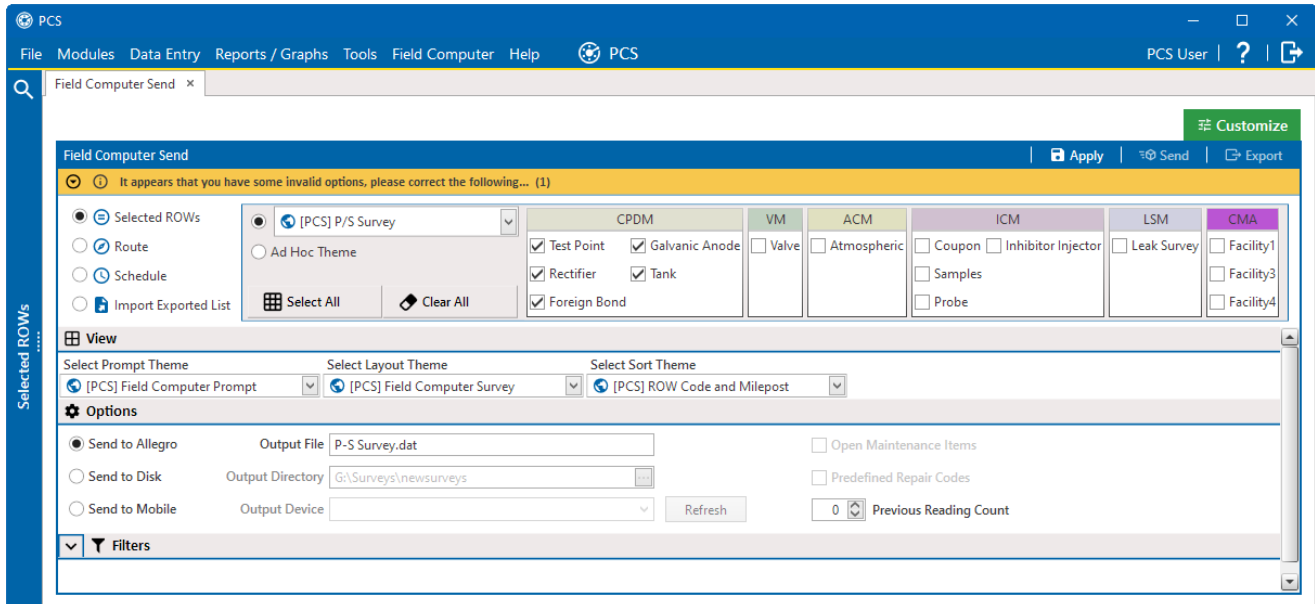 PCS
File Modules Data Entry Reports / Graphs Tools Field Computer Help PCS PCS User ?
Field Computer Send ×
Customize
Field Computer Send Apply Send Export
It appears that you have some invalid options, please correct the following... (1)
Selected ROWs
Route
Schedule
Import Exported List
[PCS] P/S Survey
Ad Hoc Theme
Select All Clear All
CPDM VM ACM ICM LSM CMA
Test Point Galvanic Anode Valve Atmospheric Coupon Inhibitor Injector Leak Survey Facility1
Rectifier Tank Samples Facility3
Foreign Bond Probe Facility4
Selected ROWs
View
Select Prompt Theme Select Layout Theme Select Sort Theme
[PCS] Field Computer Prompt [PCS] Field Computer Survey [PCS] ROW Code and Milepost
Options
Send to Allegro Output File P-S Survey.dat Open Maintenance Items
Send to Disk Output Directory G:\Surveys\newsurveys ... Predefined Repair Codes
Send to Mobile Output Device Refresh 0 Previous Reading Count
Filters